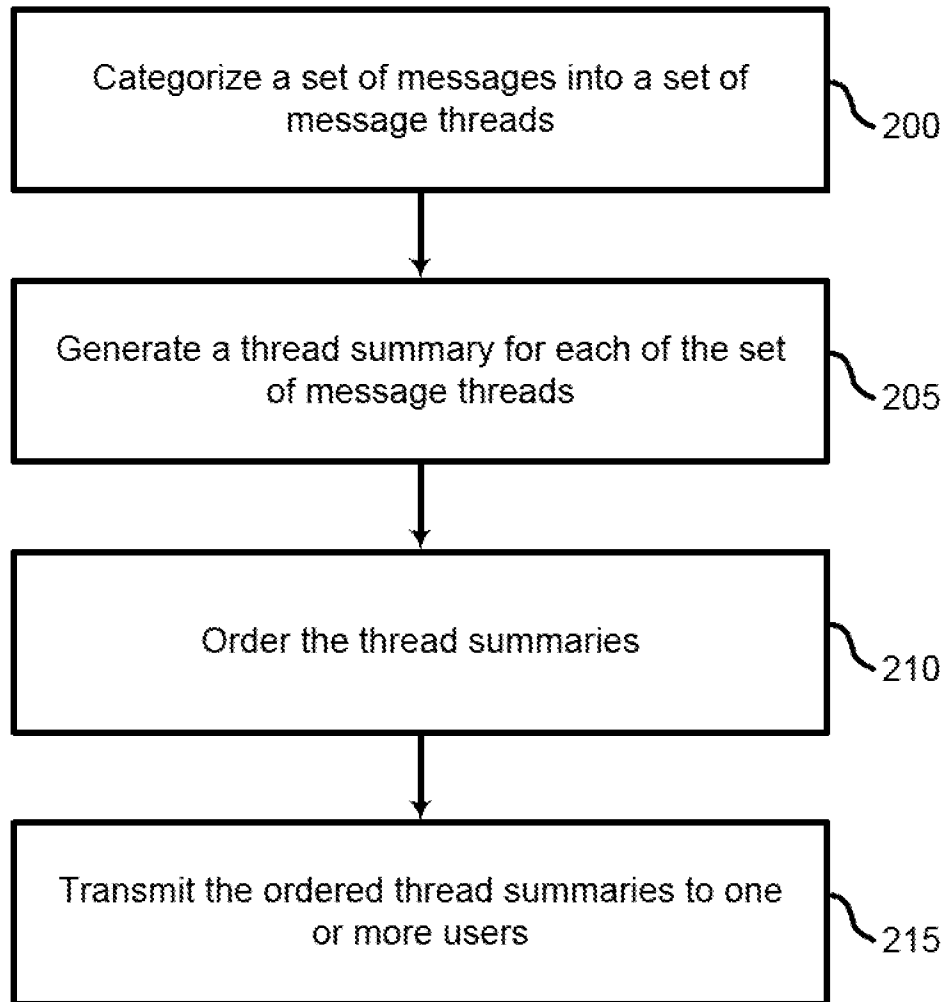 Categorize a set of messages into a set of
message threads
200
Generate a thread summary for each of the set
of message threads
205
Order the thread summaries
210
Transmit the ordered thread summaries to one
or more users
215